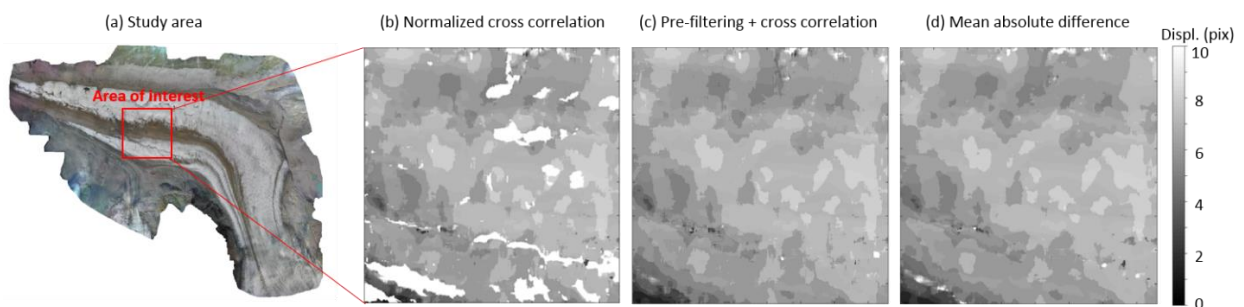 (a) Study area
(b) Normalized cross correlation
(c) Pre-filtering + cross correlation
(d) Mean absolute difference
Displ. (pix)
Area of Interest
10
8
6
4
2
0